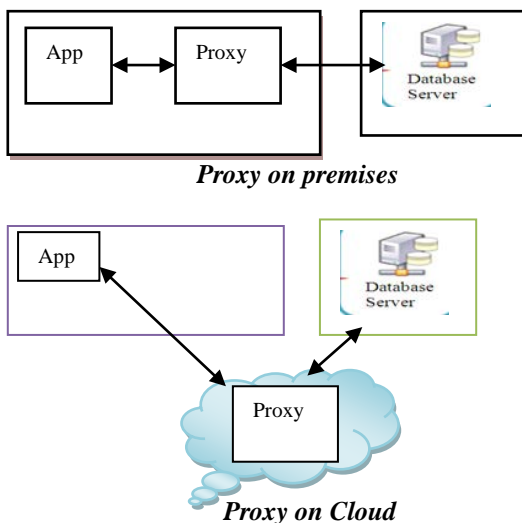 App
Proxy
Database
Server
Proxy on premises
App
Database
Server
Proxy
Proxy on Cloud